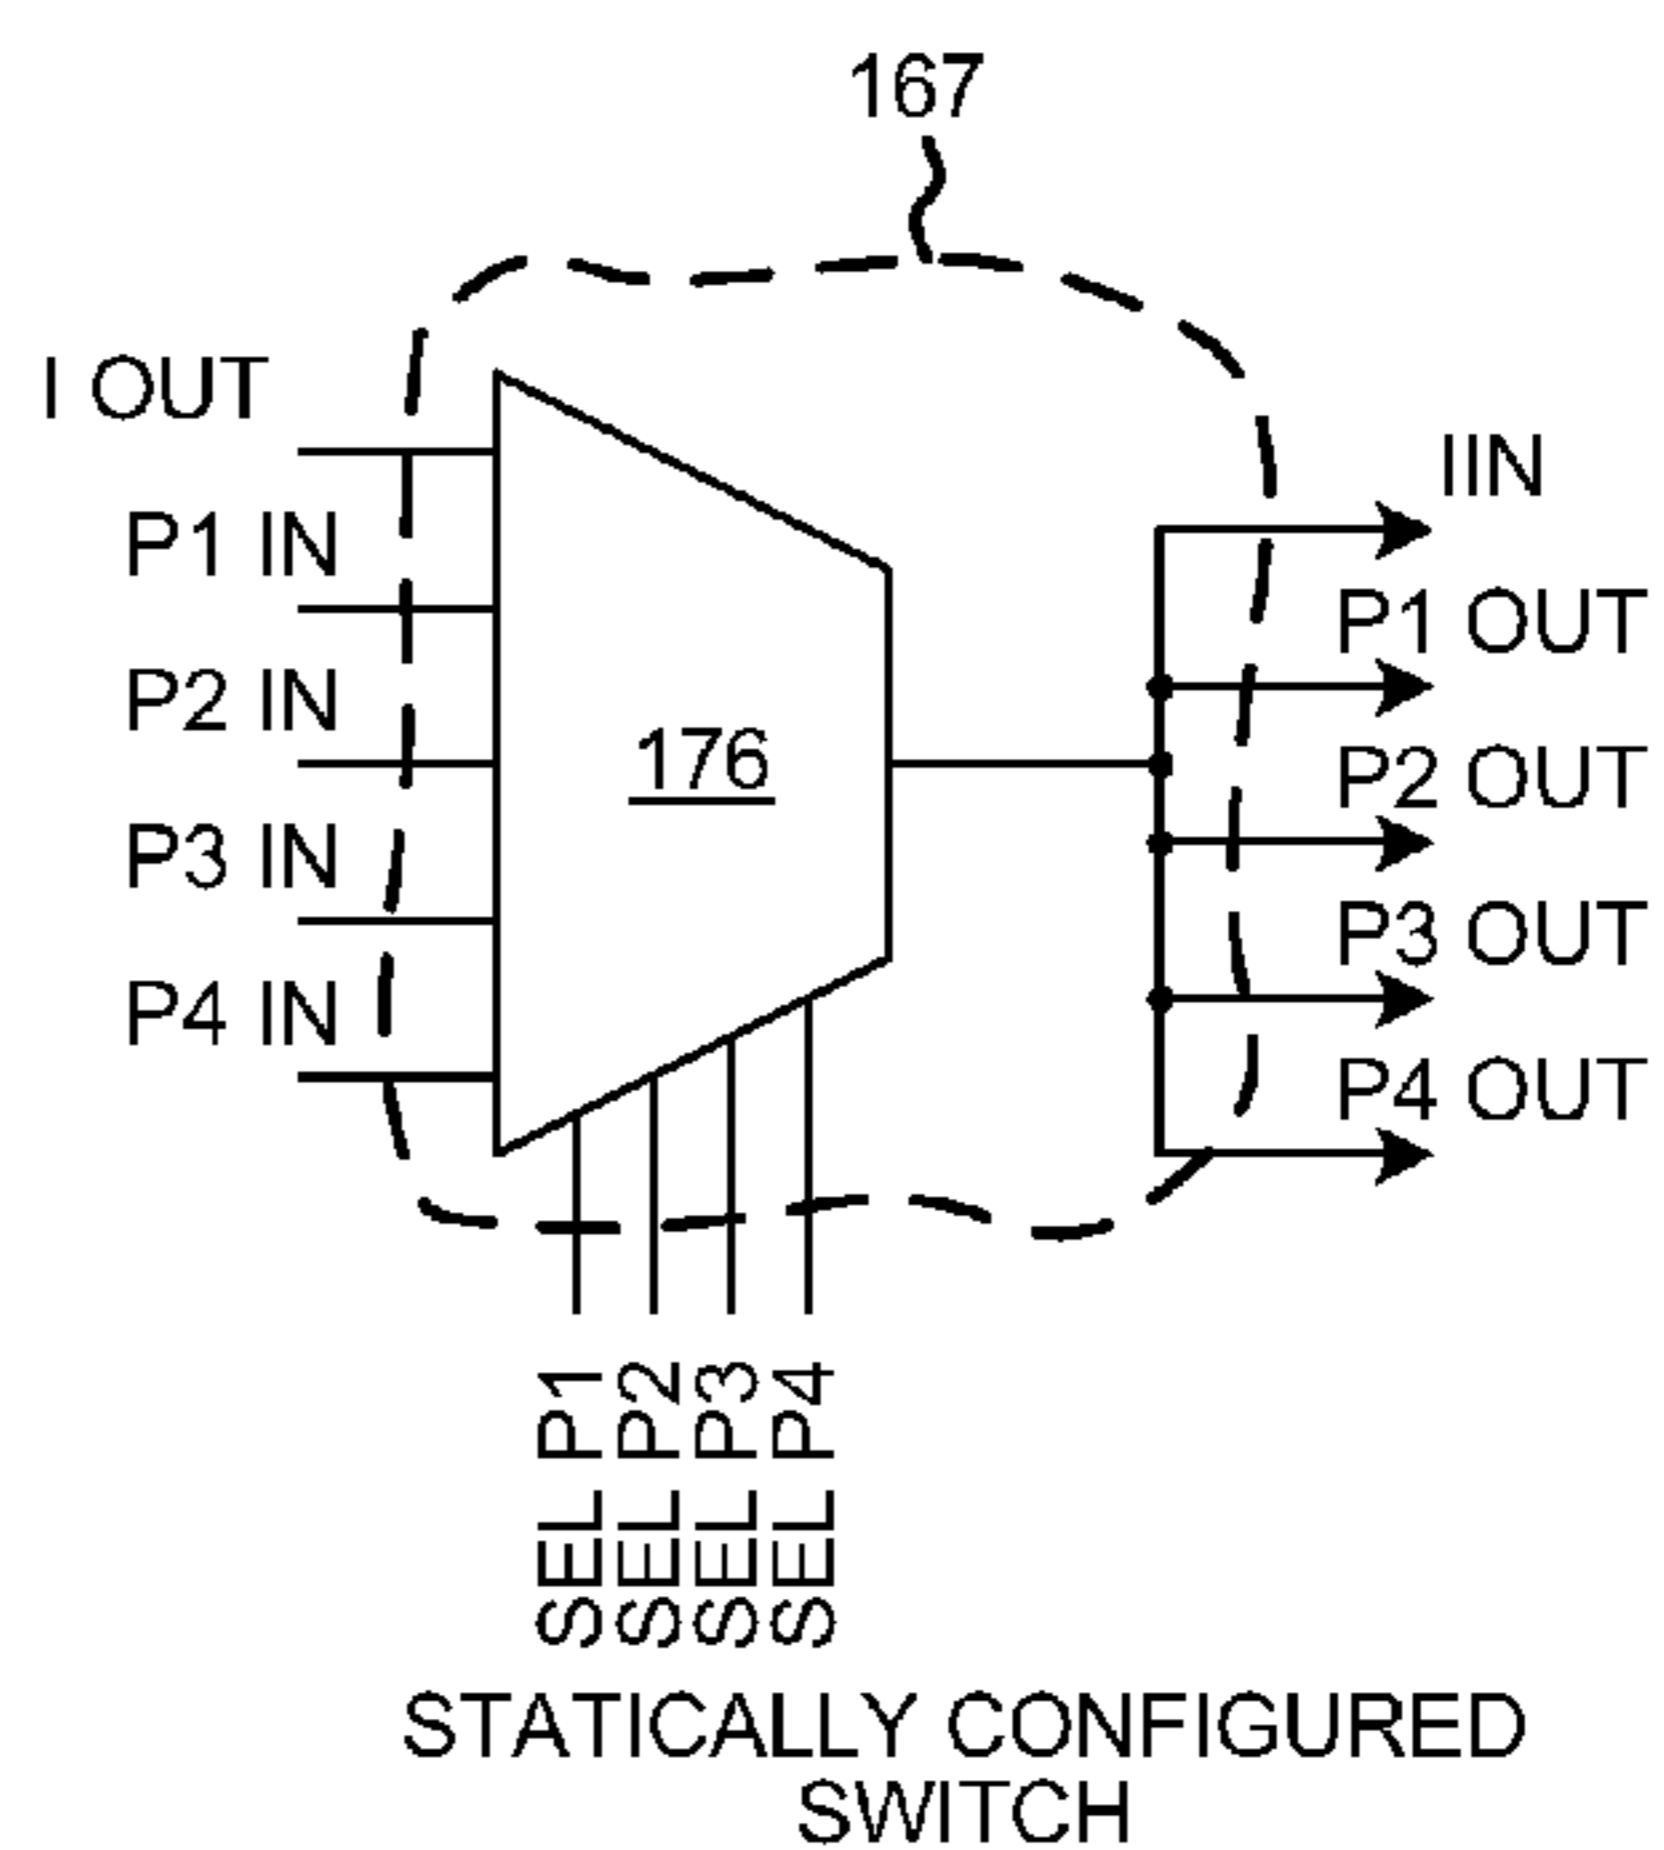 167
I OUT
P1 IN
P2 IN
P3 IN
P4 IN
176
IIN
P1 OUT
P2 OUT
P3 OUT
P4 OUT
SEL P1
SEL P2
SEL P3
SEL P4
STATICALLY CONFIGURED
SWITCH